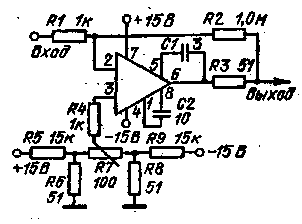 R1 1к
+15В
R2 1,0М
Вход
C1
3
2
7
5
6
R3 51
Выход
3
8
1
4
C2
10
R4
1к
-15В
R5 15к
R9 15к
+15В
-15В
R6
51
R7
100
R8
51